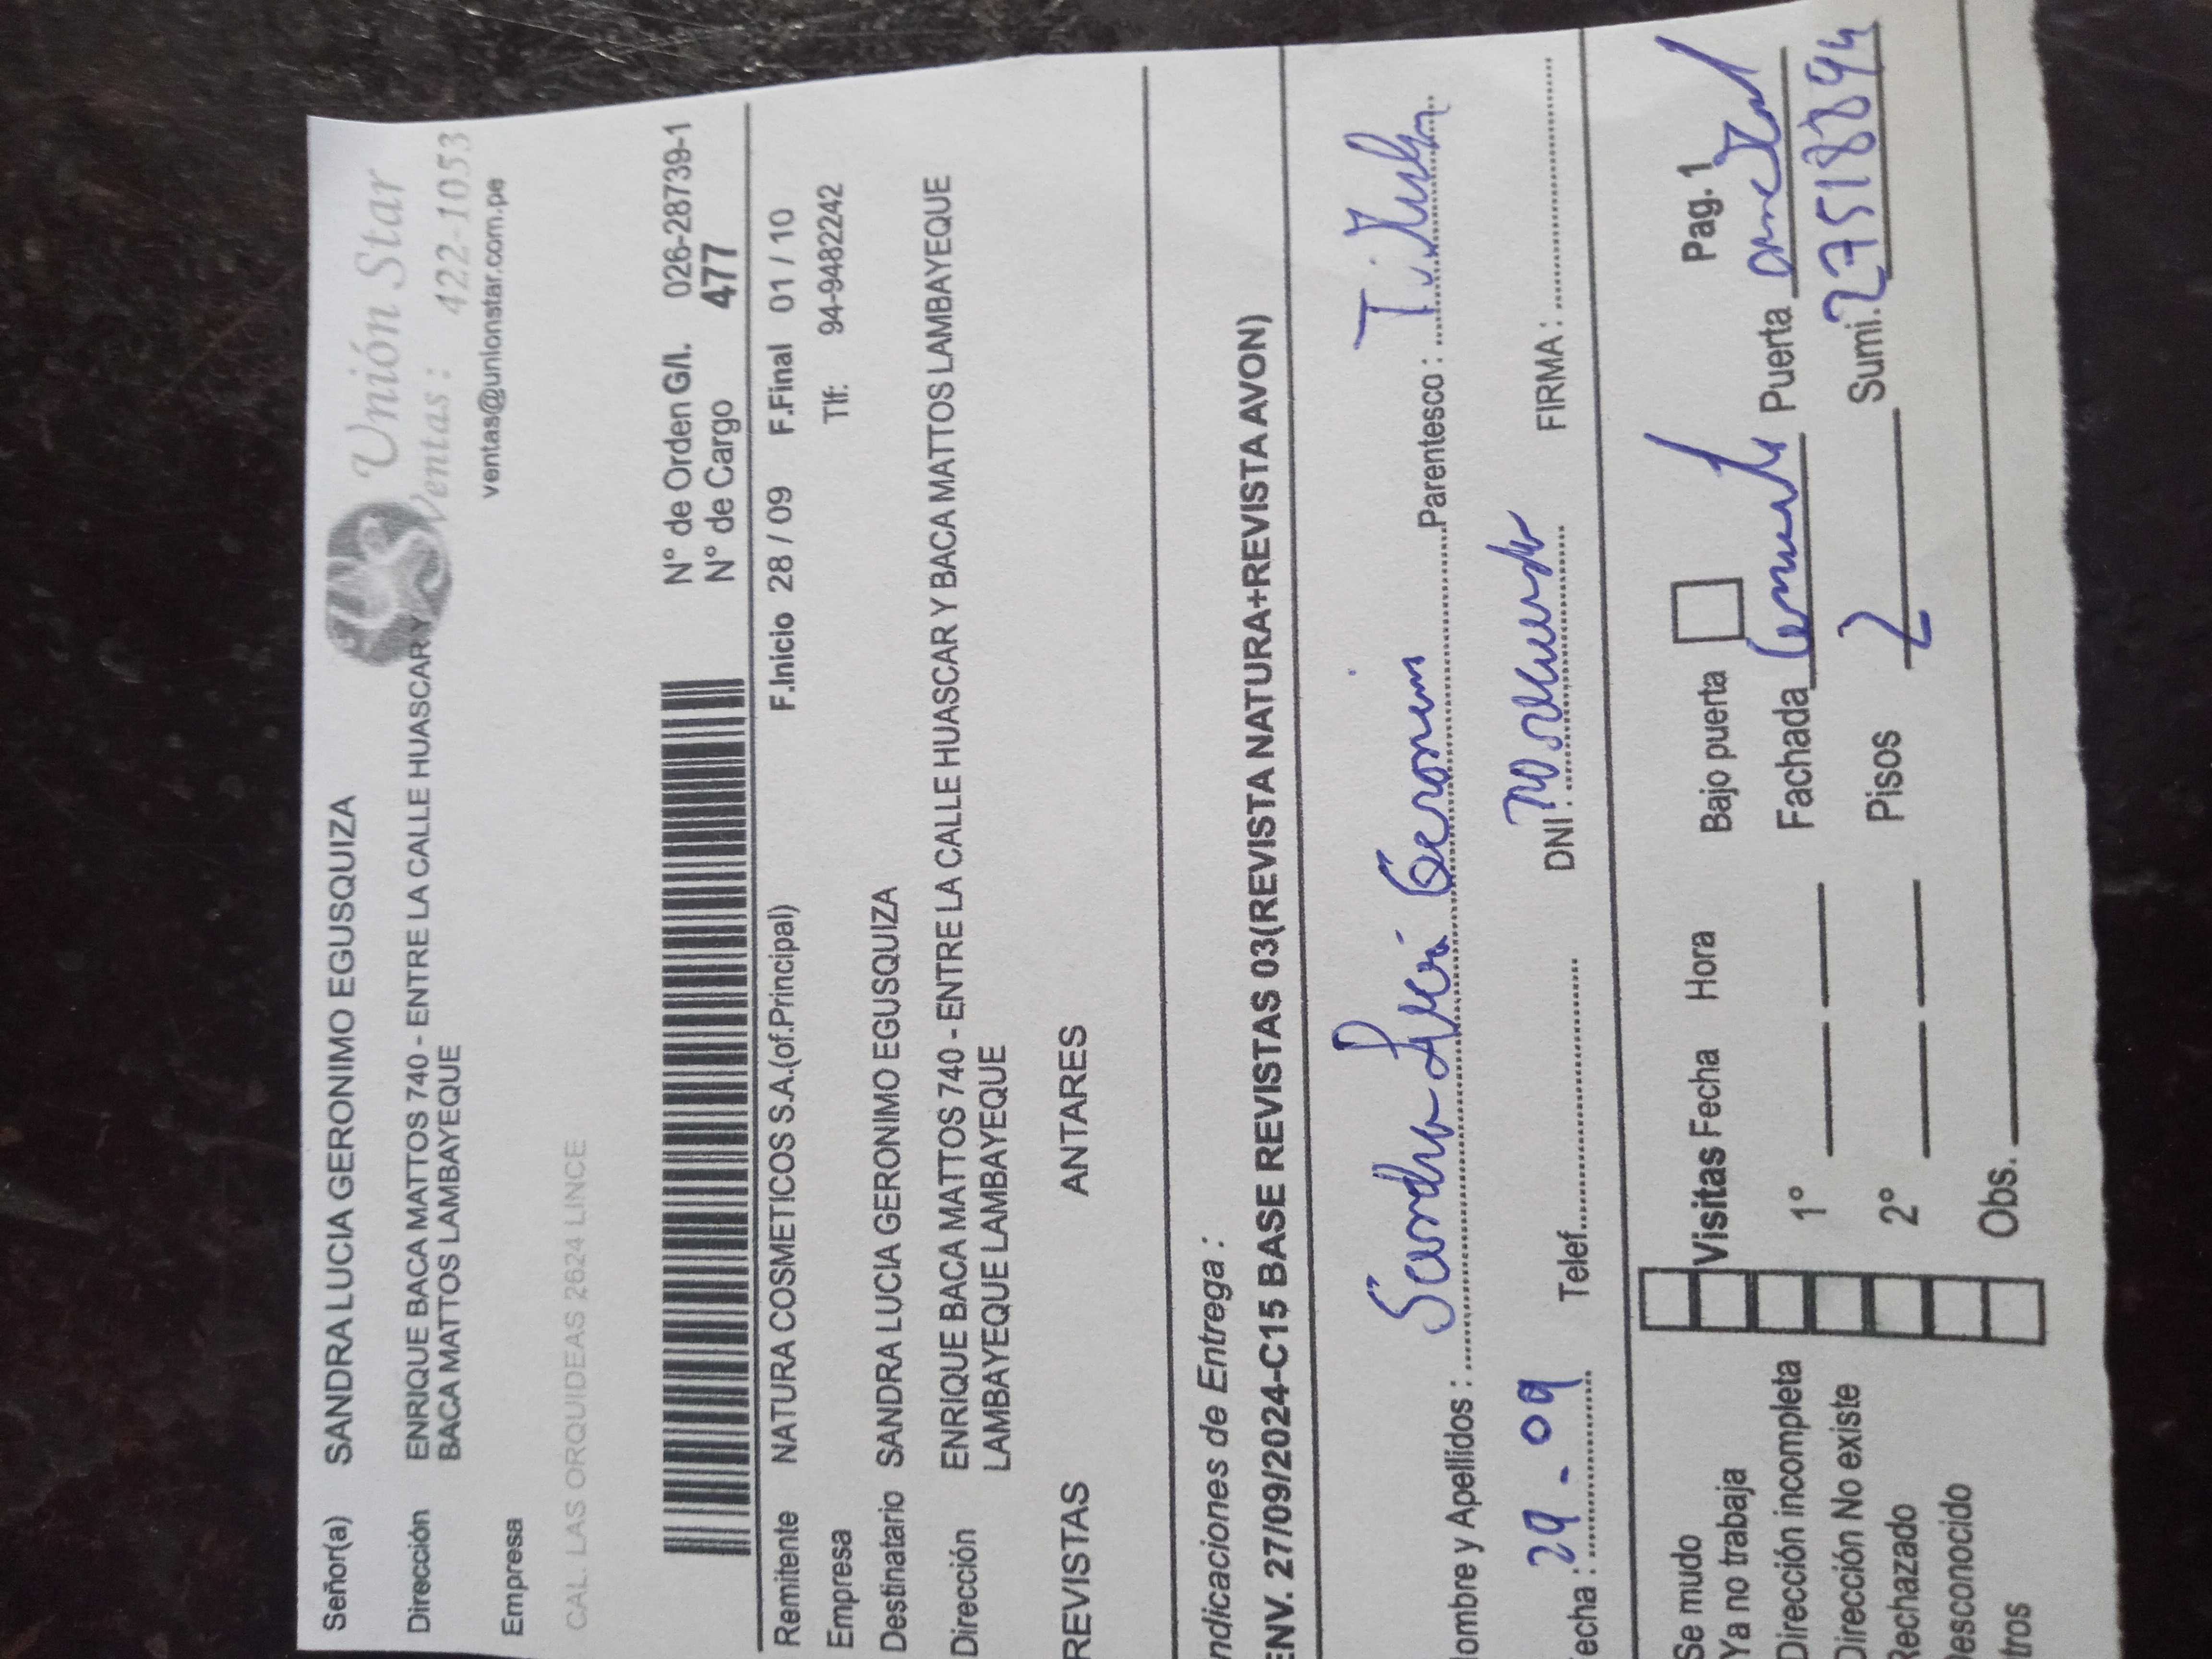 Señor(a) SANDRA LUCIA GERONIMO EGUSQUIZA
Unión Star
Ventas : 422-1053
ventas@unionstar.com.pe
Dirección ENRIQUE BACA MATTOS 740 - ENTRE LA CALLE HUASCAR Y
BACA MATTOS LAMBAYEQUE
Empresa
CAL. LAS ORQUIDEAS 2624 LINCE
N° de Orden G/I. 026-28739-1
N° de Cargo 477
Remitente NATURA COSMETICOS S.A.(of.Principal) F.Inicio 28 / 09 F.Final 01 / 10
Empresa Tlf: 94-9482242
Destinatario SANDRA LUCIA GERONIMO EGUSQUIZA
Dirección ENRIQUE BACA MATTOS 740 - ENTRE LA CALLE HUASCAR Y BACA MATTOS LAMBAYEQUE
LAMBAYEQUE LAMBAYEQUE
REVISTAS ANTARES
ndicaciones de Entrega :
ENV. 27/09/2024-C15 BASE REVISTAS 03(REVISTA NATURA+REVISTA AVON)
ombre y Apellidos : Sandra Geronimo Parentesco :
echa : 29 - 09 Telef. DNI : FIRMA :
Se mudo
Ya no trabaja
Dirección incompleta
Dirección No existe
Rechazado
Desconocido
tros
Visitas Fecha Hora Bajo puerta Pag. 1
1° Fachada Puerta
2° Pisos 2 Sumi. 27518894
Obs.